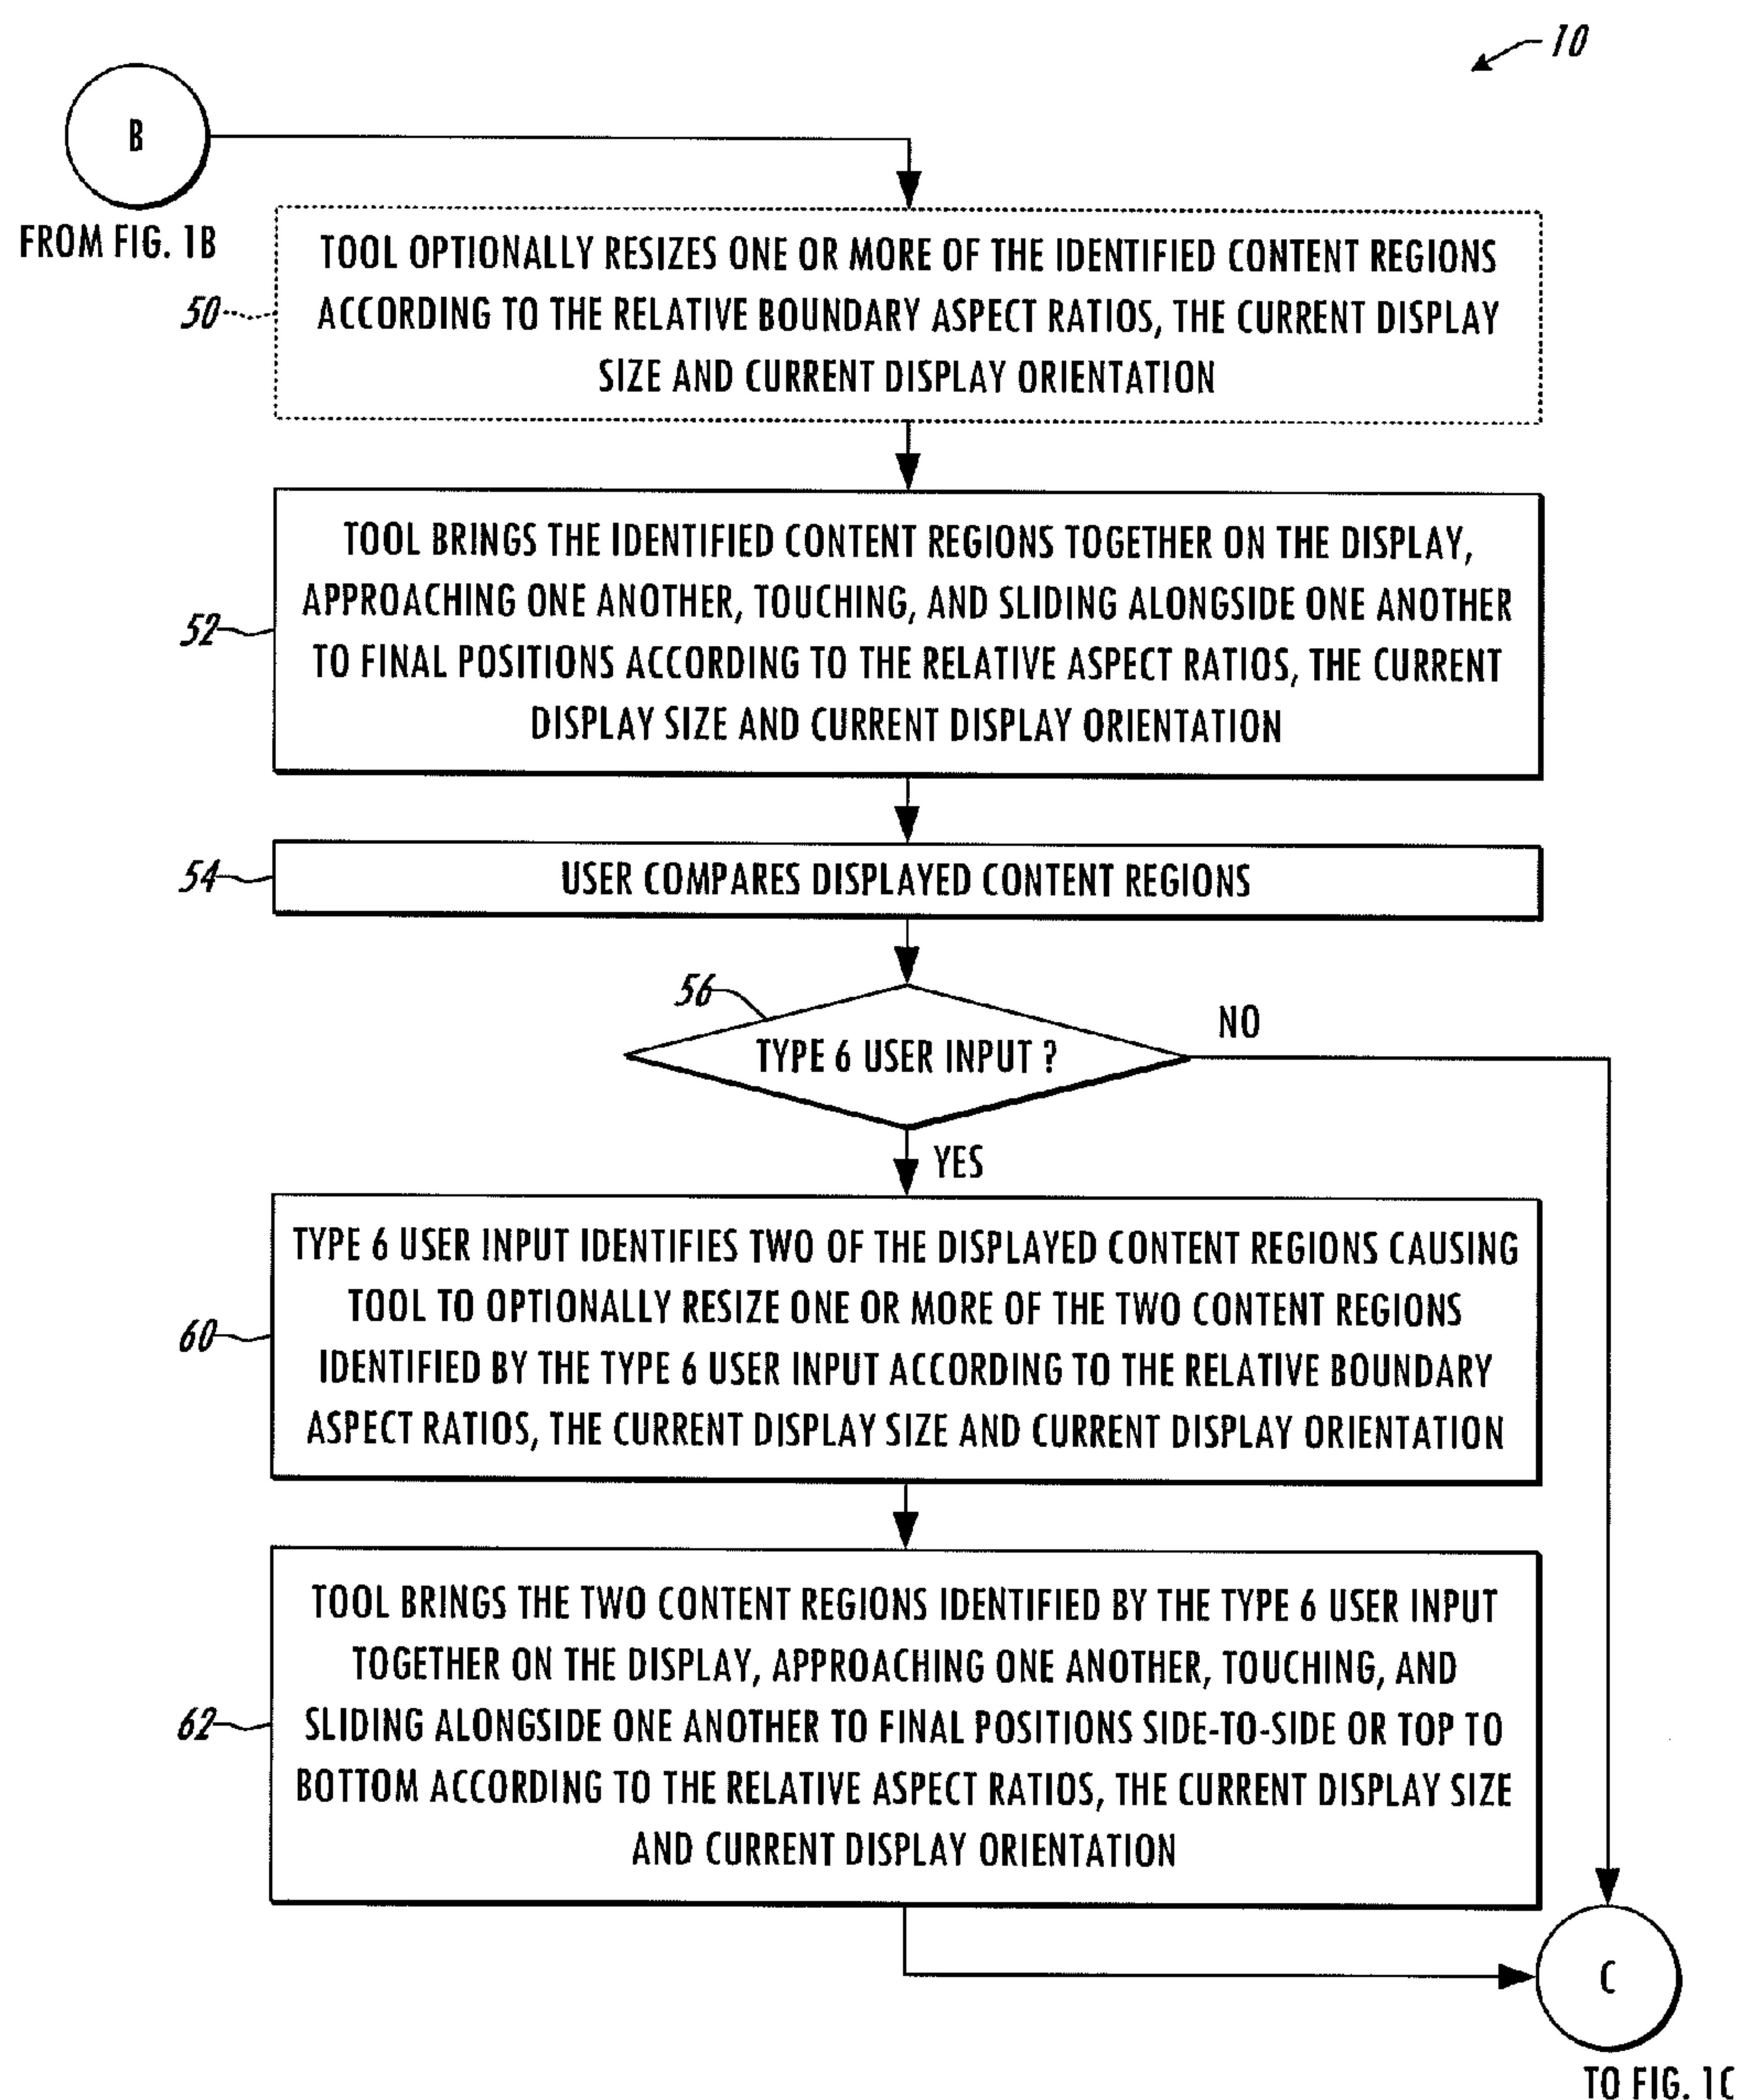 10
B
FROM FIG. 1B
50
TOOL OPTIONALLY RESIZES ONE OR MORE OF THE IDENTIFIED CONTENT REGIONS
ACCORDING TO THE RELATIVE BOUNDARY ASPECT RATIOS, THE CURRENT DISPLAY
SIZE AND CURRENT DISPLAY ORIENTATION
52
TOOL BRINGS THE IDENTIFIED CONTENT REGIONS TOGETHER ON THE DISPLAY,
APPROACHING ONE ANOTHER, TOUCHING, AND SLIDING ALONGSIDE ONE ANOTHER
TO FINAL POSITIONS ACCORDING TO THE RELATIVE ASPECT RATIOS, THE CURRENT
DISPLAY SIZE AND CURRENT DISPLAY ORIENTATION
54
USER COMPARES DISPLAYED CONTENT REGIONS
56
TYPE 6 USER INPUT ?
NO
YES
60
TYPE 6 USER INPUT IDENTIFIES TWO OF THE DISPLAYED CONTENT REGIONS CAUSING
TOOL TO OPTIONALLY RESIZE ONE OR MORE OF THE TWO CONTENT REGIONS
IDENTIFIED BY THE TYPE 6 USER INPUT ACCORDING TO THE RELATIVE BOUNDARY
ASPECT RATIOS, THE CURRENT DISPLAY SIZE AND CURRENT DISPLAY ORIENTATION
62
TOOL BRINGS THE TWO CONTENT REGIONS IDENTIFIED BY THE TYPE 6 USER INPUT
TOGETHER ON THE DISPLAY, APPROACHING ONE ANOTHER, TOUCHING, AND
SLIDING ALONGSIDE ONE ANOTHER TO FINAL POSITIONS SIDE-TO-SIDE OR TOP TO
BOTTOM ACCORDING TO THE RELATIVE ASPECT RATIOS, THE CURRENT DISPLAY SIZE
AND CURRENT DISPLAY ORIENTATION
C
TO FIG. 1C